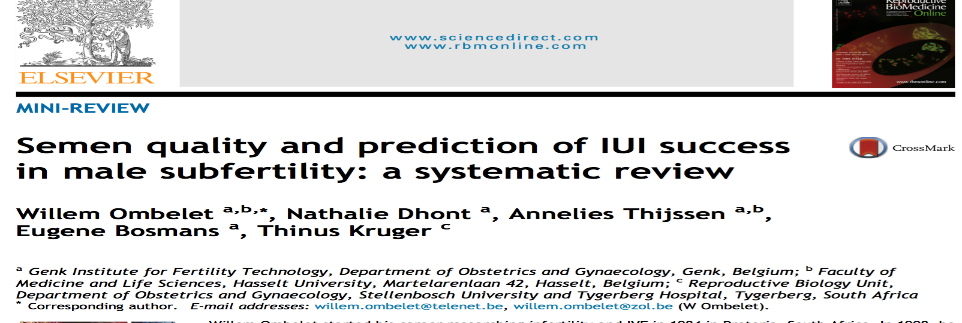 www.sciencedirect.com
www.rbmonline.com
ELSEVIER
Reproductive
BioMedicine
Online
www.rbmonline.com
MINI-REVIEW
Semen quality and prediction of IUI success
in male subfertility: a systematic review
CrossMark
Willem Ombelet a,b,*, Nathalie Dhont a, Annelies Thijssen a,b,
Eugene Bosmans a, Thinus Kruger c
a Genk Institute for Fertility Technology, Department of Obstetrics and Gynaecology, Genk, Belgium; b Faculty of
Medicine and Life Sciences, Hasselt University, Martelarenlaan 42, Hasselt, Belgium; c Reproductive Biology Unit,
Department of Obstetrics and Gynaecology, Stellenbosch University and Tygerberg Hospital, Tygerberg, South Africa
* Corresponding author. E-mail addresses: willem.ombelet@telenet.be, willem.ombelet@zol.be (W Ombelet).